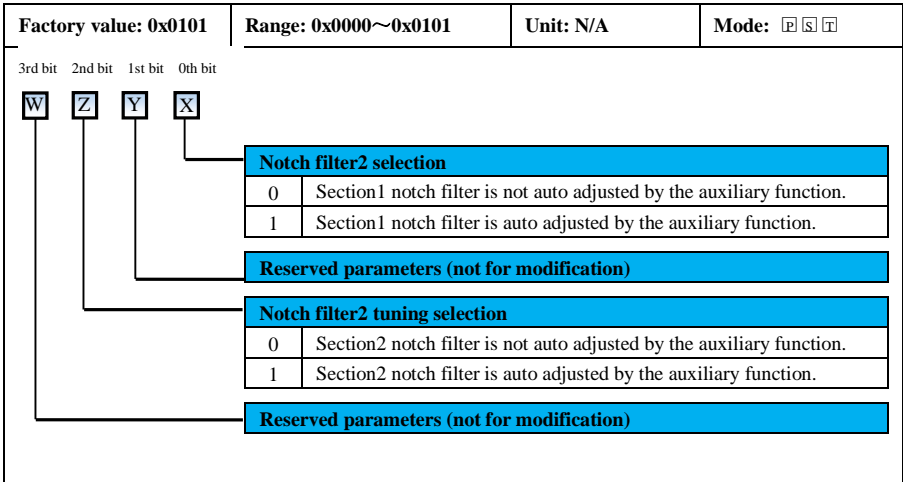 Factory value: 0x0101 Range: 0x0000～0x0101 Unit: N/A Mode: P S T
3rd bit 2nd bit 1st bit 0th bit
W Z Y X
Notch filter2 selection
0 Section1 notch filter is not auto adjusted by the auxiliary function.
1 Section1 notch filter is auto adjusted by the auxiliary function.
Reserved parameters (not for modification)
Notch filter2 tuning selection
0 Section2 notch filter is not auto adjusted by the auxiliary function.
1 Section2 notch filter is auto adjusted by the auxiliary function.
Reserved parameters (not for modification)